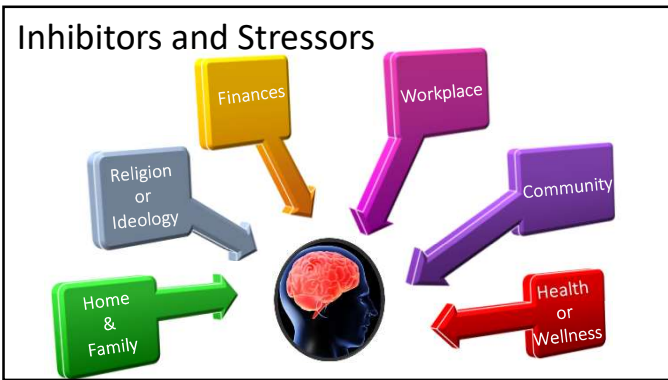 Inhibitors and Stressors
Finances
Workplace
Religion
or
Ideology
Community
Home
&
Family
Health
or
Wellness